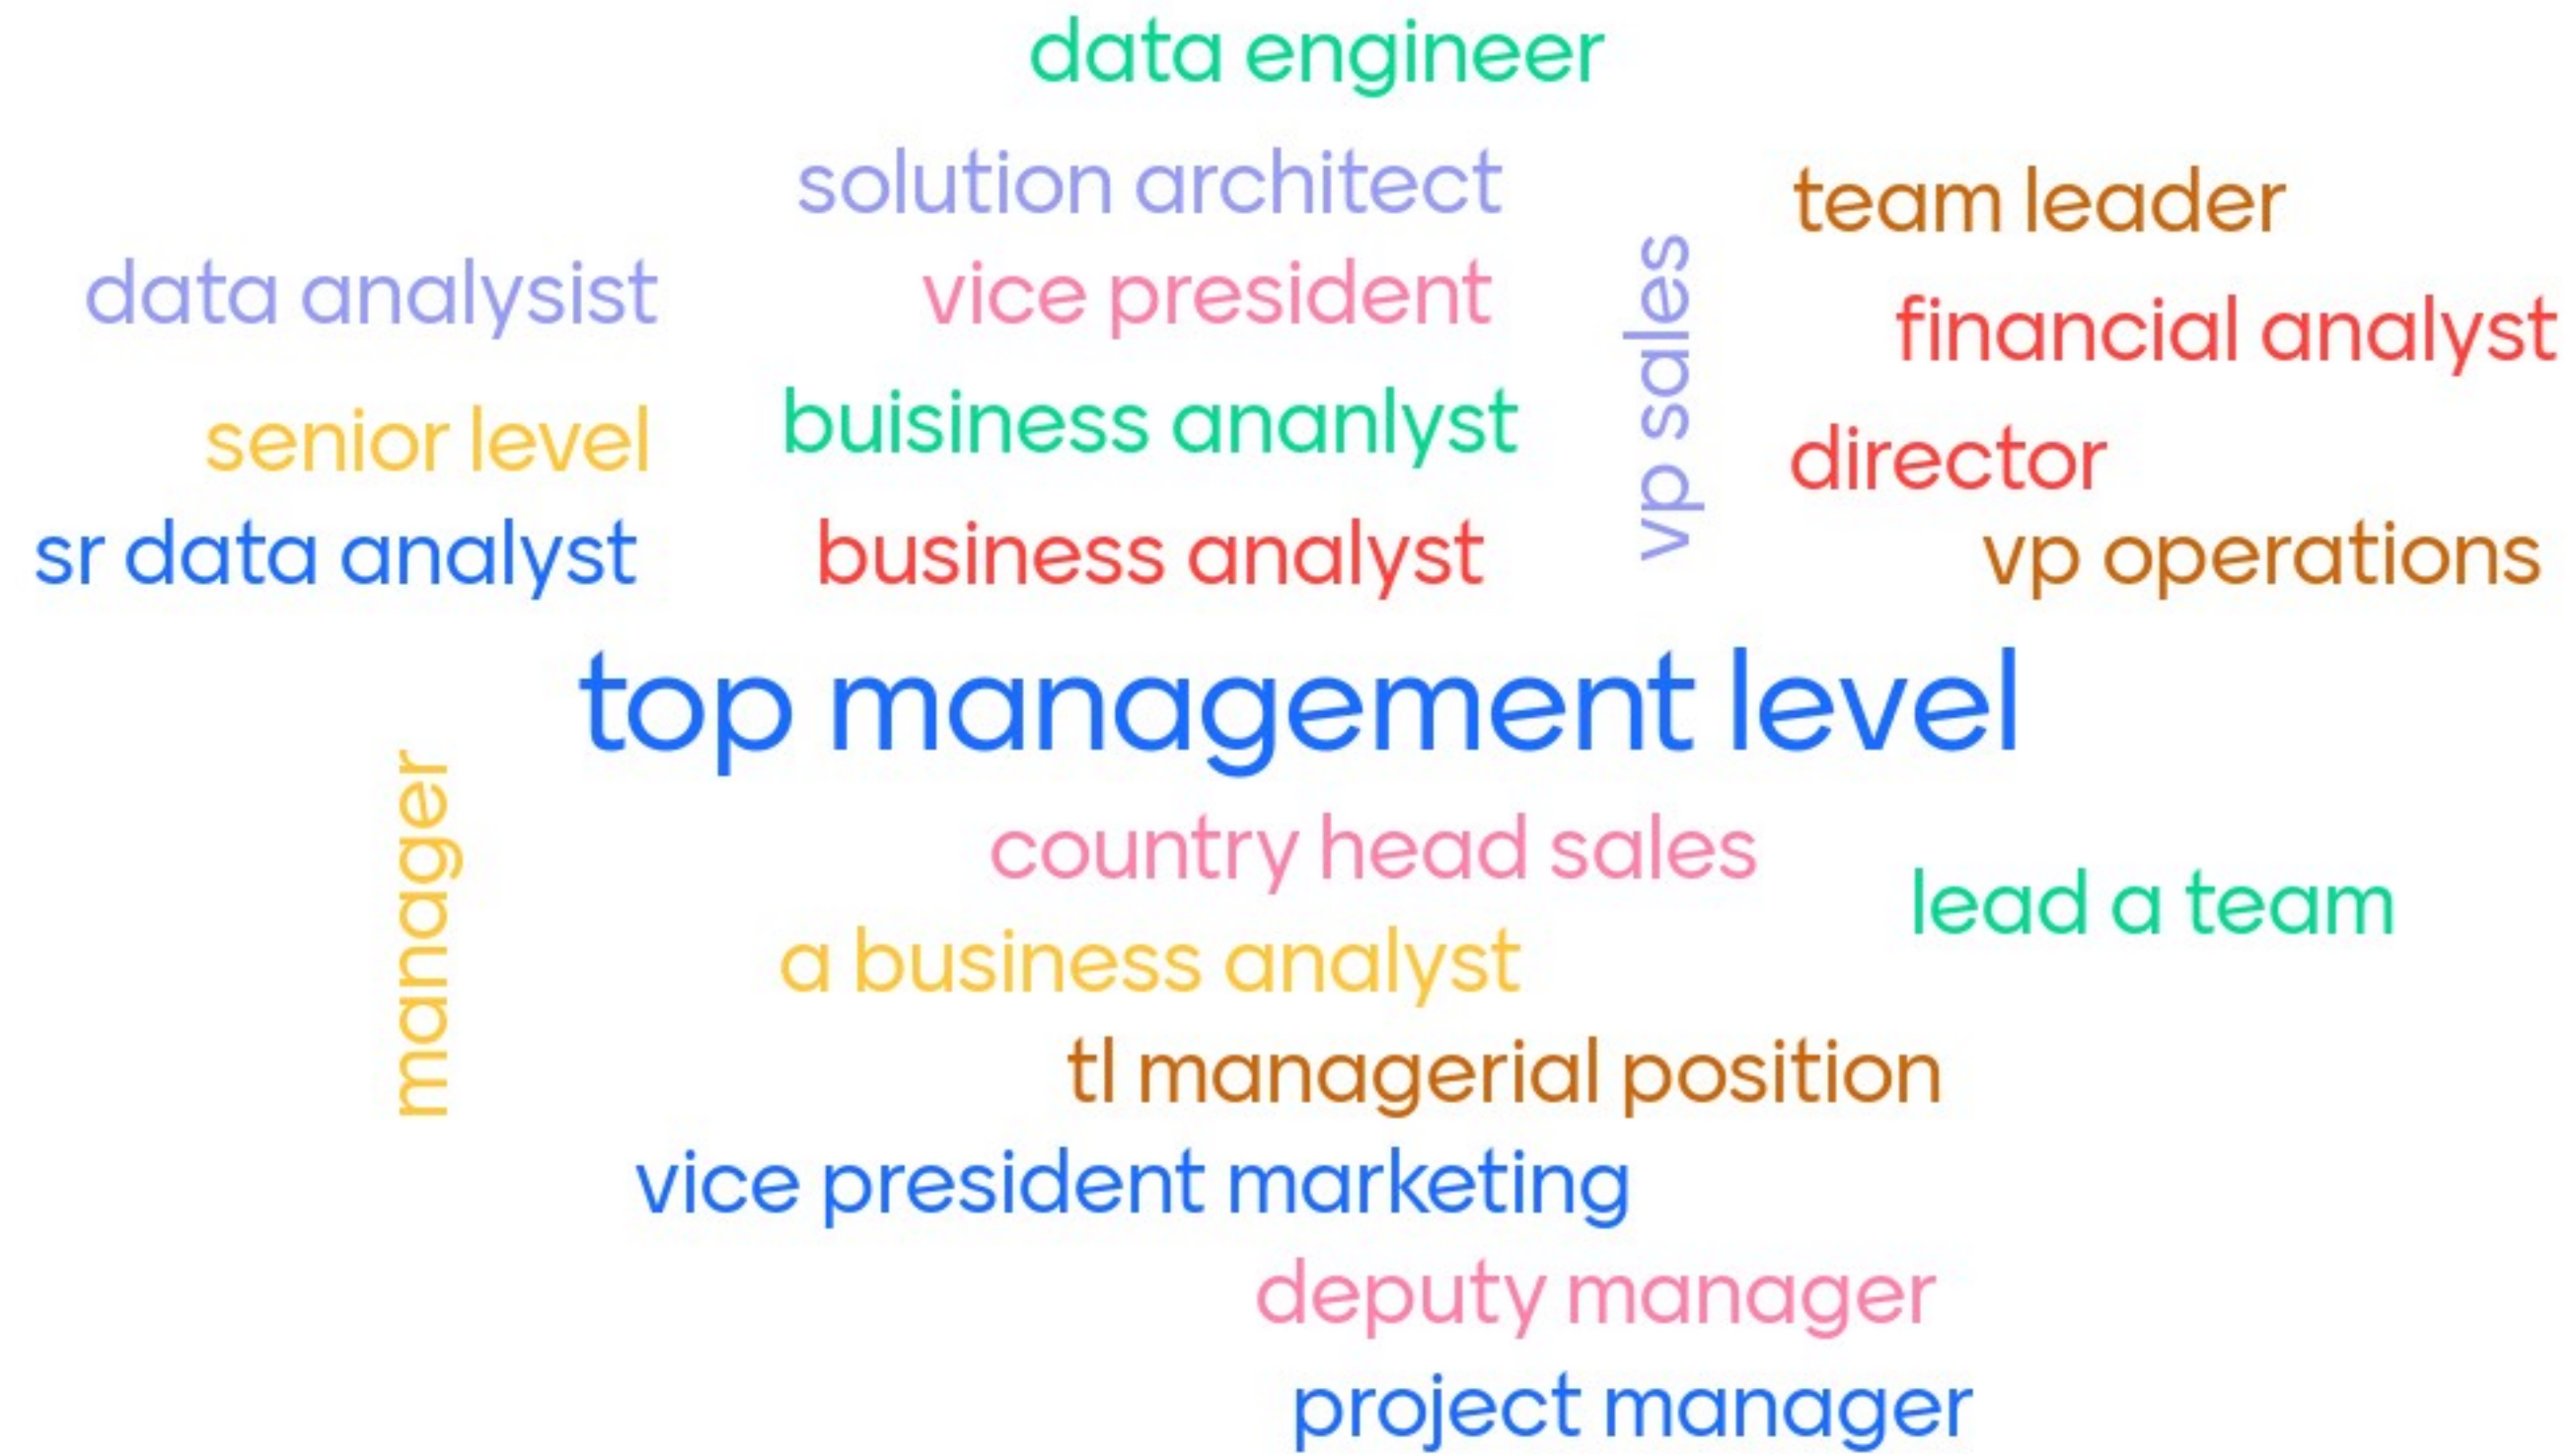 data engineer
solution architect
team leader
data analysist
vice president
vp sales
financial analyst
senior level
buisiness ananlyst
director
sr data analyst
business analyst
vp operations
top management level
manager
country head sales
lead a team
a business analyst
tl managerial position
vice president marketing
deputy manager
project manager